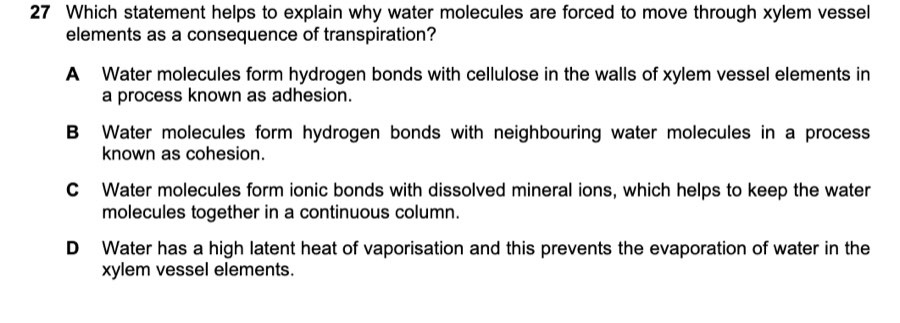 27 Which statement helps to explain why water molecules are forced to move through xylem vessel
elements as a consequence of transpiration?
A Water molecules form hydrogen bonds with cellulose in the walls of xylem vessel elements in
a process known as adhesion.
B Water molecules form hydrogen bonds with neighbouring water molecules in a process
known as cohesion.
C Water molecules form ionic bonds with dissolved mineral ions, which helps to keep the water
molecules together in a continuous column.
D Water has a high latent heat of vaporisation and this prevents the evaporation of water in the
xylem vessel elements.